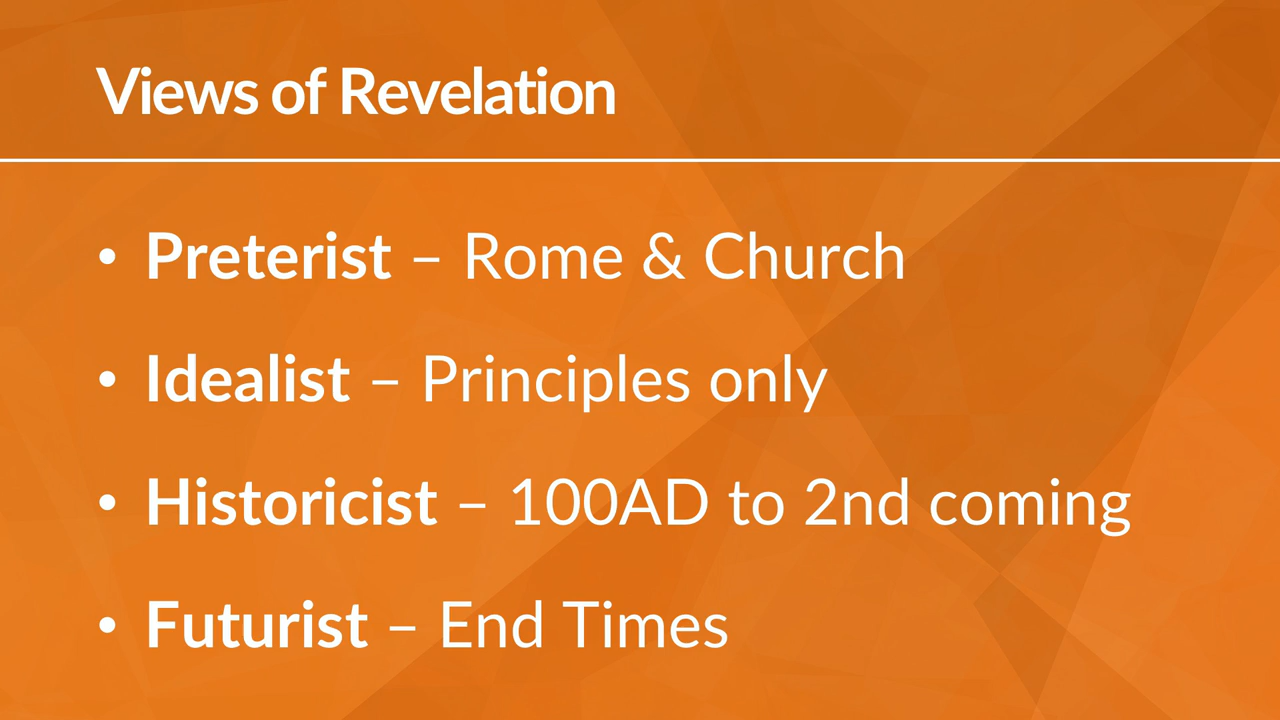 Views of Revelation
• Preterist – Rome & Church
• Idealist – Principles only
• Historicist – 100AD to 2nd coming
• Futurist – End Times